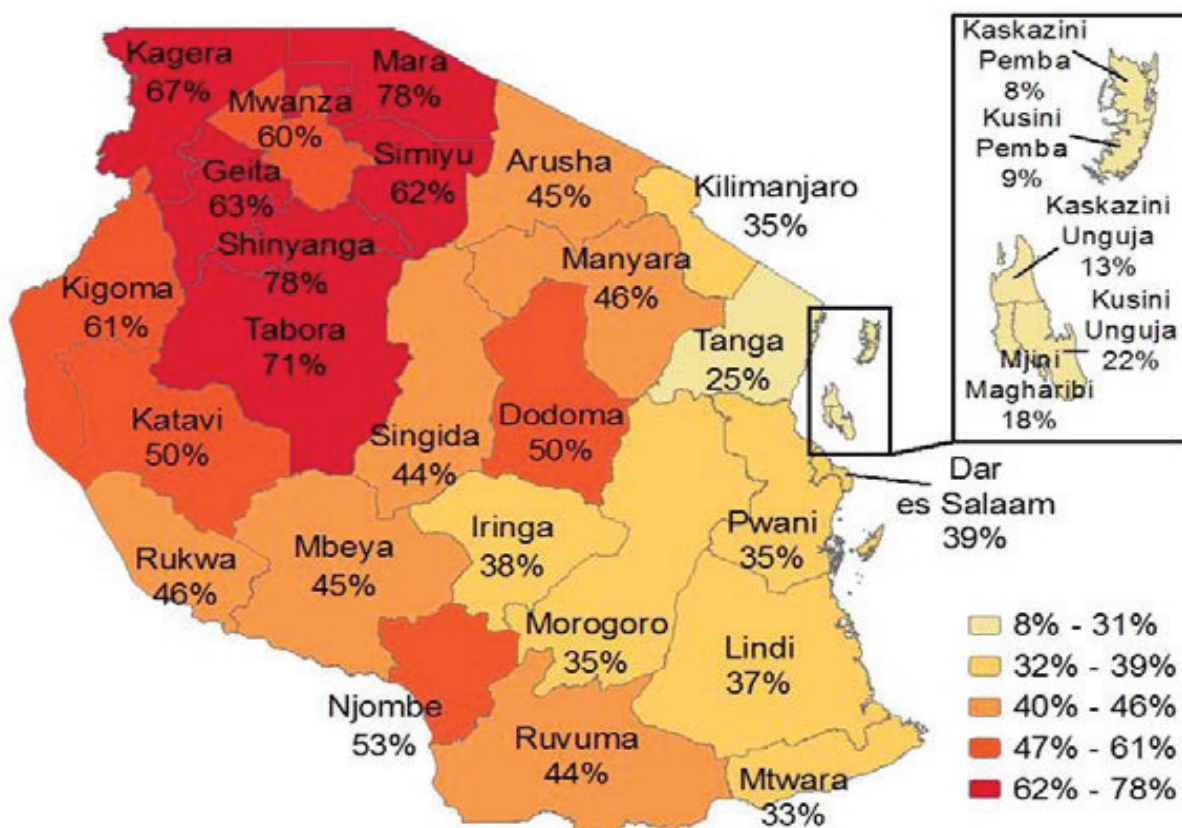 Kagera
67%
Mara
78%
Mwanza
60%
Geita
63%
Simiyu
62%
Arusha
45%
Kilimanjaro
35%
Shinyanga
78%
Kigoma
61%
Tabora
71%
Manyara
46%
Tanga
25%
Katavi
50%
Singida
44%
Dodoma
50%
Rukwa
46%
Mbeya
45%
Iringa
38%
Morogoro
35%
Pwani
35%
Dar
es Salaam
39%
Lindi
37%
Njombe
53%
Ruvuma
44%
Mtwara
33%
Kaskazini
Pemba
8%
Kusini
Pemba
9%
Kaskazini
Unguja
13%
Kusini
Unguja
22%
Mjini
Magharibi
18%
8% - 31%
32% - 39%
40% - 46%
47% - 61%
62% - 78%